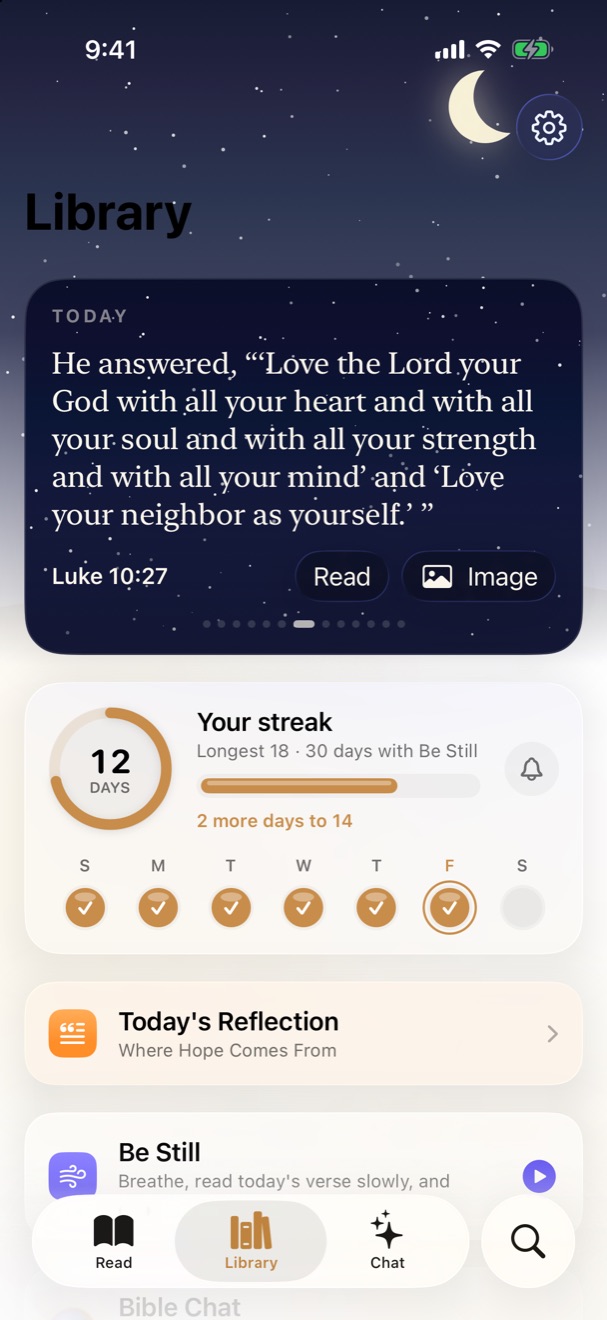 9:41
Library
TODAY
He answered, “‘Love the Lord your
God with all your heart and with all
your soul and with all your strength
and with all your mind’ and ‘Love
your neighbor as yourself.’ ”
Luke 10:27
Read
Image
12
DAYS
Your streak
Longest 18 · 30 days with Be Still
2 more days to 14
S M T W T F S
Today's Reflection
Where Hope Comes From
Be Still
Breathe, read today's verse slowly, and
Read
Library
Chat
Bible Chat